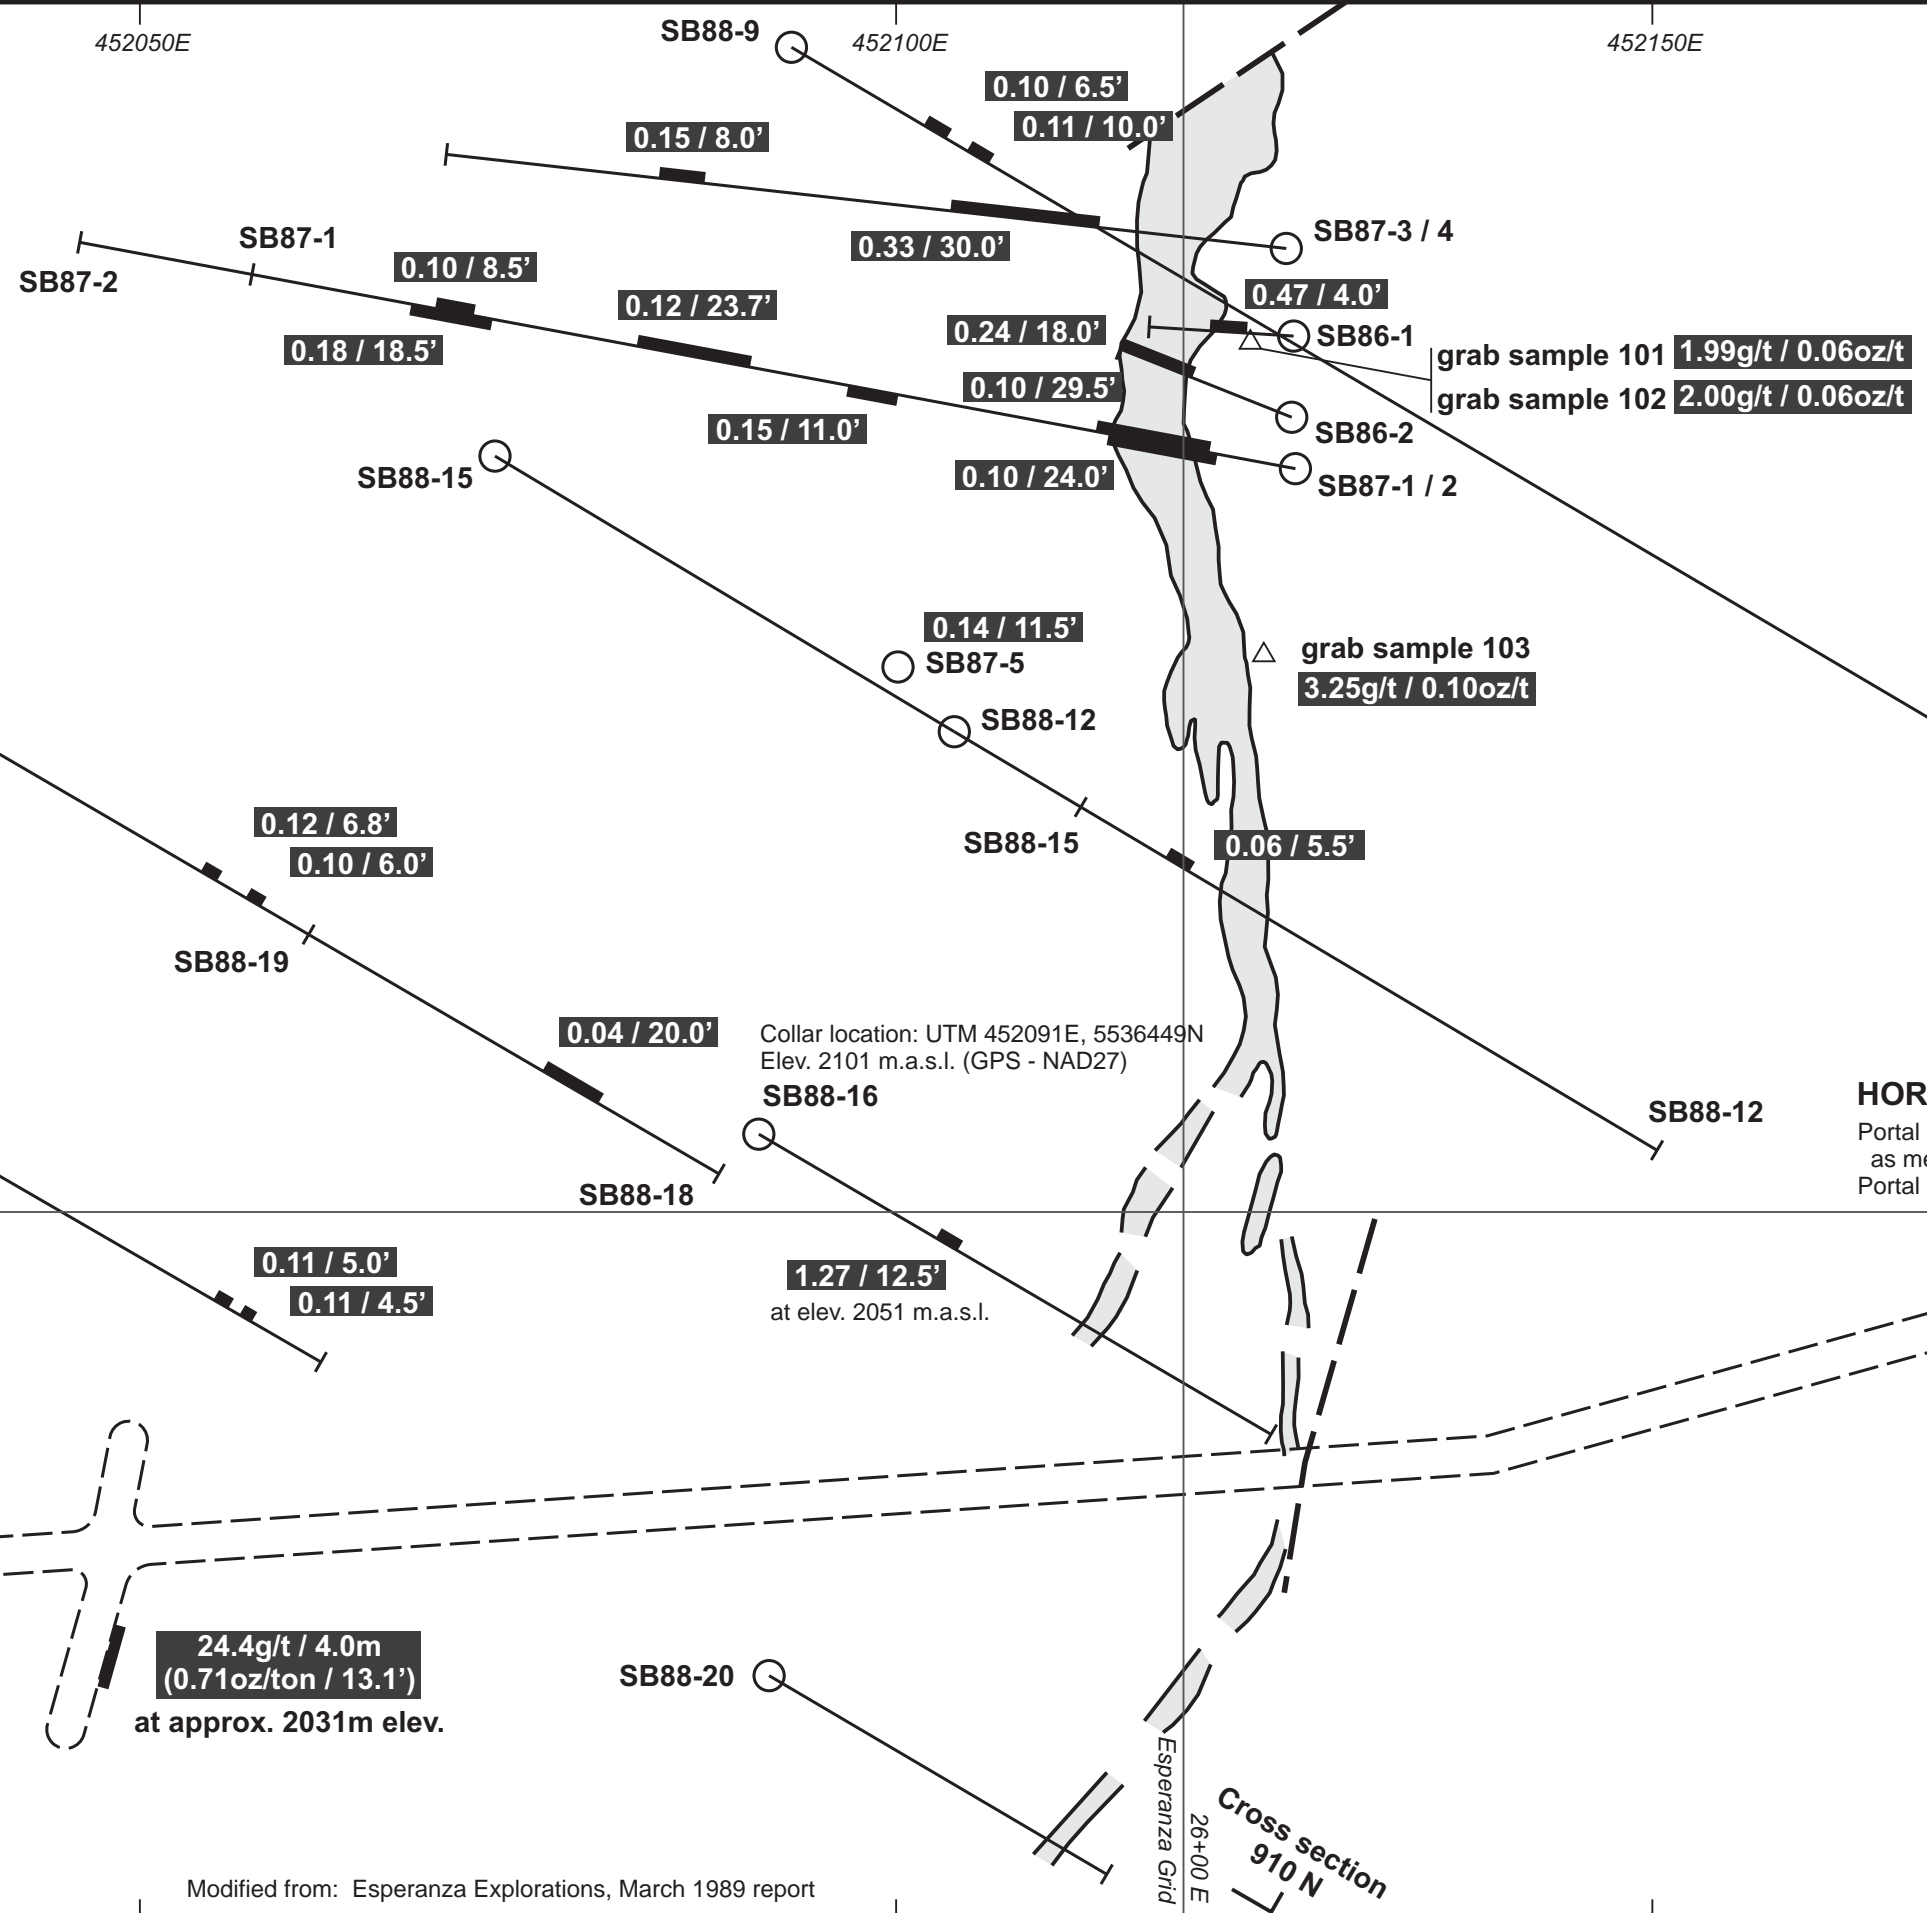 452050E
SB88-9
452100E
452150E
0.10 / 6.5’
0.11 / 10.0’
0.15 / 8.0’
SB87-1
SB87-2
0.10 / 8.5’
0.33 / 30.0’
SB87-3 / 4
0.12 / 23.7’
0.47 / 4.0’
0.18 / 18.5’
0.24 / 18.0’
SB86-1
grab sample 101 1.99g/t / 0.06oz/t
grab sample 102 2.00g/t / 0.06oz/t
0.10 / 29.5’
0.15 / 11.0’
SB86-2
SB88-15
0.10 / 24.0’
SB87-1 / 2
0.14 / 11.5’
SB87-5
grab sample 103
3.25g/t / 0.10oz/t
SB88-12
0.12 / 6.8’
0.10 / 6.0’
SB88-15
0.06 / 5.5’
SB88-19
0.04 / 20.0’
Collar location: UTM 452091E, 5536449N
Elev. 2101 m.a.s.l. (GPS - NAD27)
SB88-16
SB88-12
HOR
Portal
as me
Portal
SB88-18
0.11 / 5.0’
0.11 / 4.5’
1.27 / 12.5’
at elev. 2051 m.a.s.l.
24.4g/t / 4.0m
(0.71oz/ton / 13.1’)
at approx. 2031m elev.
SB88-20
Esperanza Grid
26+00 E
Cross section
910 N
Modified from: Esperanza Explorations, March 1989 report